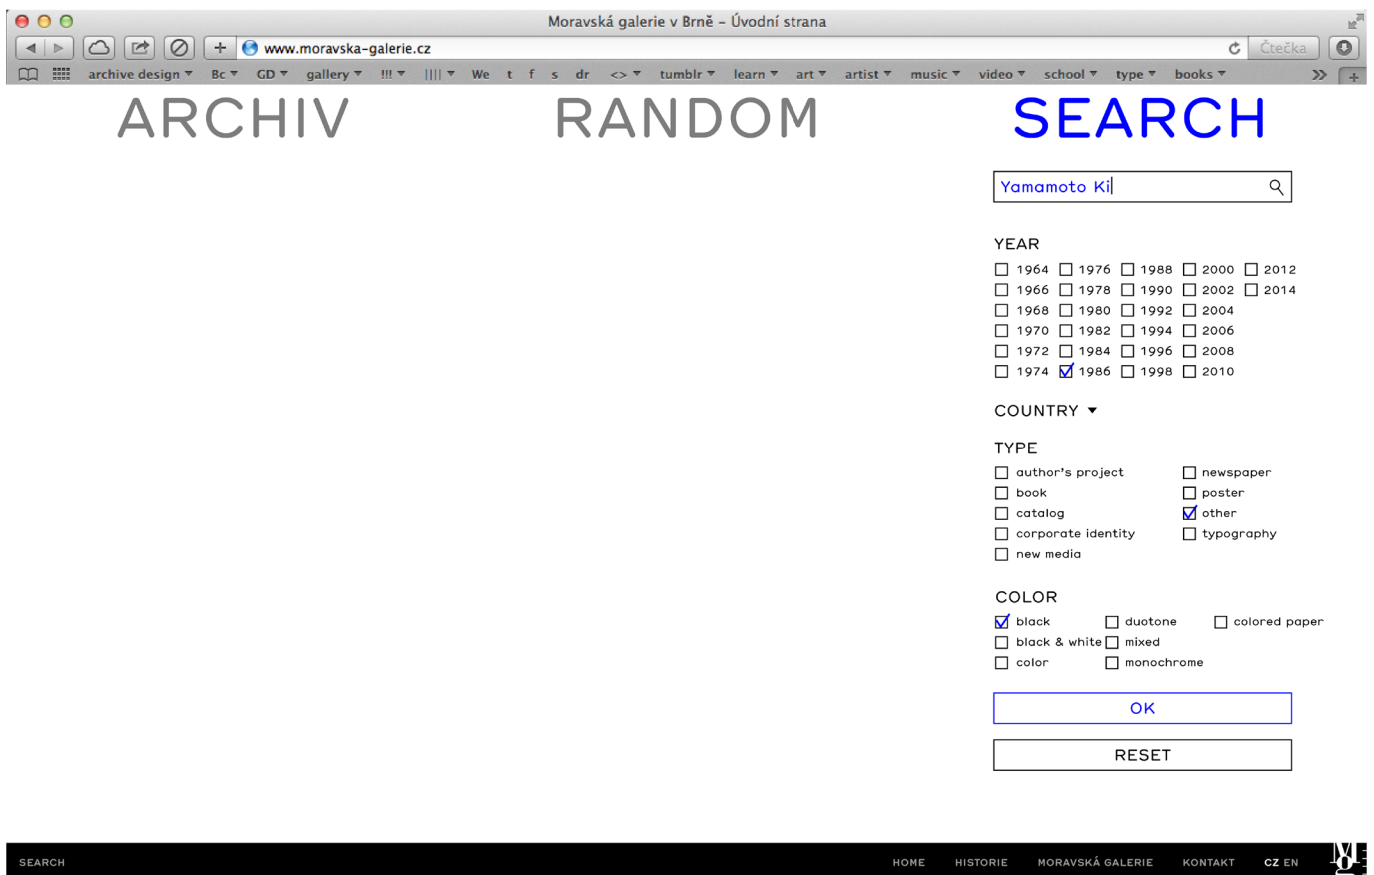 Moravská galerie v Brně – Úvodní strana
www.moravska-galerie.cz
Čtečka
archive design ▾ Bc ▾ GD ▾ gallery ▾ !!! ▾ |||| ▾ We t f s dr <> ▾ tumblr ▾ learn ▾ art ▾ artist ▾ music ▾ video ▾ school ▾ type ▾ books ▾
ARCHIV RANDOM SEARCH
Yamamoto Ki
YEAR
1964 1976 1988 2000 2012
1966 1978 1990 2002 2014
1968 1980 1992 2004
1970 1982 1994 2006
1972 1984 1996 2008
1974 1986 1998 2010
COUNTRY ▾
TYPE
author's project newspaper
book poster
catalog other
corporate identity typography
new media
COLOR
black duotone colored paper
black & white mixed
color monochrome
OK
RESET
SEARCH HOME HISTORIE MORAVSKÁ GALERIE KONTAKT CZ EN